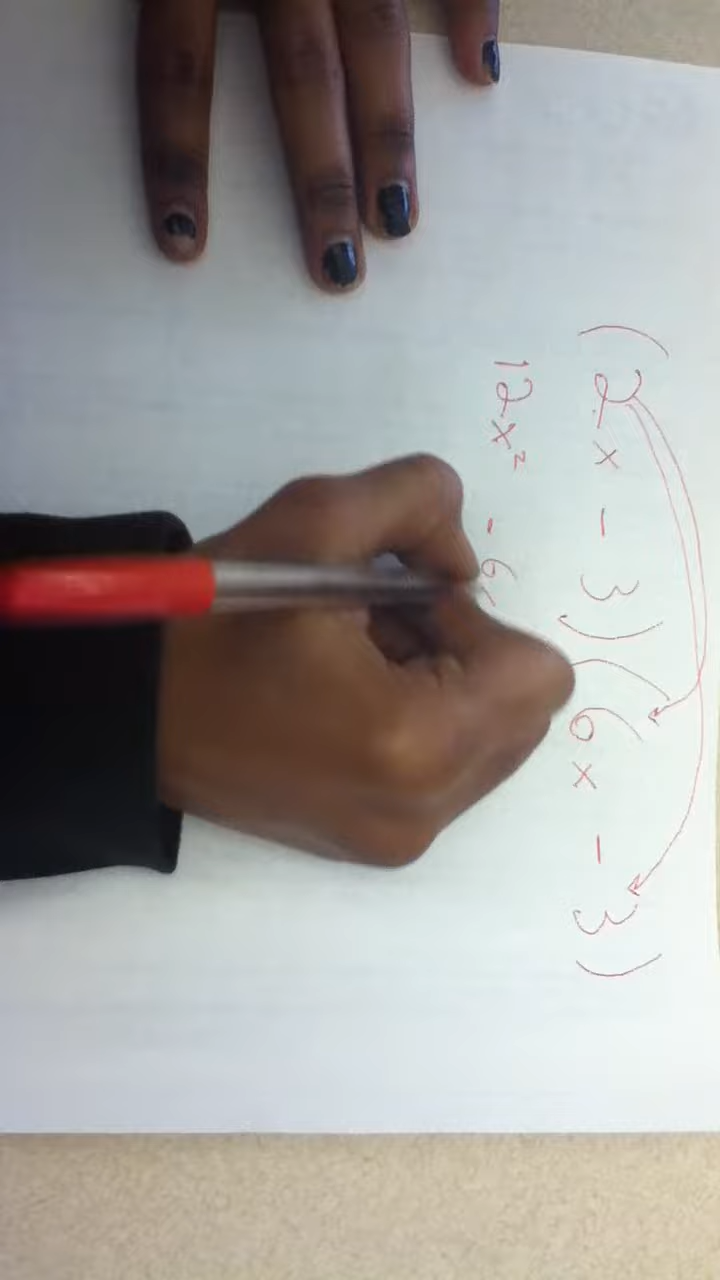 (2x - 3)(6x - 3)
12x² - 6